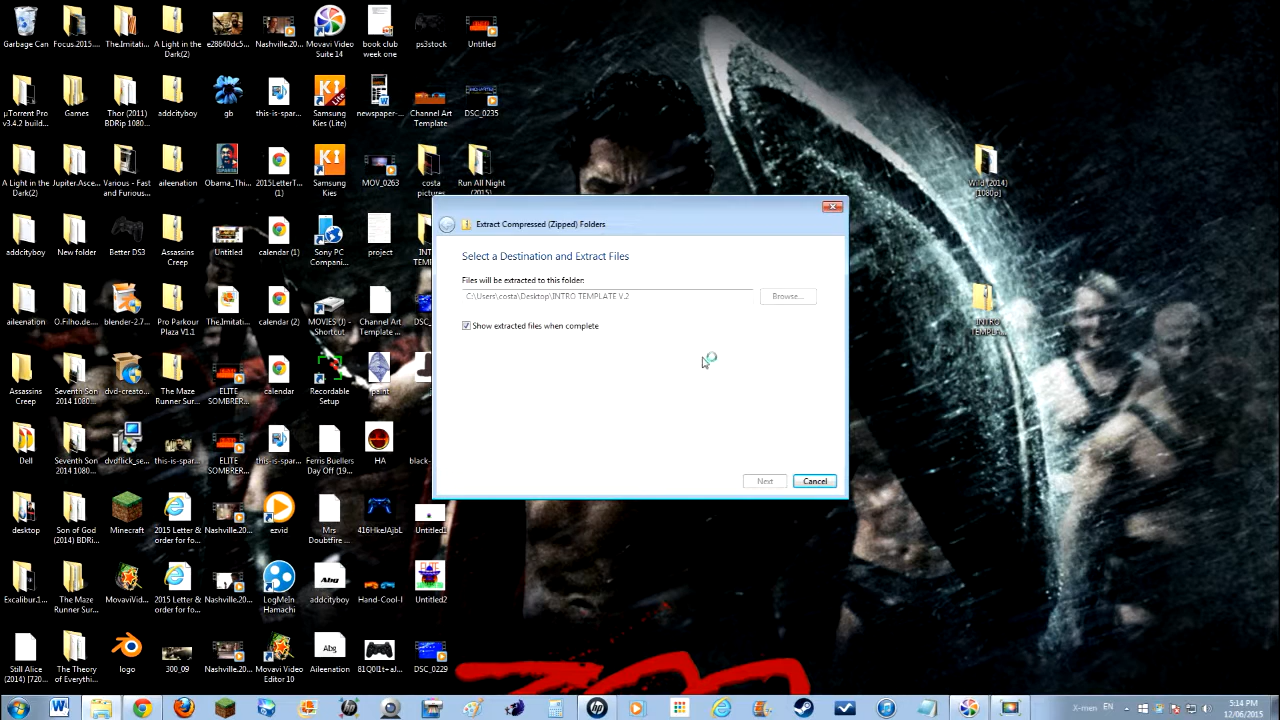 Garbage Can
Focus.2015....
The.Imitati...
A Light in the Dark(2)
e28640dc5...
Nashville.20...
Movavi Video Suite 14
book club week one
ps3stock
Untitled
µTorrent Pro v3.4.2 build...
Games
Thor (2011) BDRip 1080...
addcityboy
gb
this-is-spar...
Samsung Kies (Lite)
newspaper-...
Channel Art Template
DSC_0235
A Light in the Dark(2)
Jupiter.Asce...
Various - Fast and Furious...
aileenation
Obama_Thi...
2015LetterT... (1)
Samsung Kies
MOV_0263
costa pictures
Run All Night (2015)
Wild (2014) [1080p]
addcityboy
New folder
Better DS3
Assassins Creep
Untitled
calendar (1)
Sony PC Compani...
project
Extract Compressed (Zipped) Folders
Select a Destination and Extract Files
Files will be extracted to this folder:
C:\Users\costa\Desktop\INTRO TEMPLATE V.2
Browse...
Show extracted files when complete
Next
Cancel
aileenation
O.Filho.de....
blender-2.7...
Pro Parkour Plaza V1.1
The.Imitati...
calendar (2)
MOVIES (J) - Shortcut
Channel Art Template ...
INTRO TEMPLA...
Assassins Creep
Seventh Son 2014 1080...
dvd-creato...
The Maze Runner Sur...
ELITE SOMBRER...
calendar
Recordable Setup
paint
Dell
Seventh Son 2014 1080...
dvdflick_se...
this-is-spar...
ELITE SOMBRER...
this-is-spar...
Ferris Buellers Day Off (19...
HA
black-
desktop
Son of God (2014) BDRi...
Minecraft
2015 Letter & order for fo...
Nashville.20...
ezvid
Mrs Doubtfire ...
416HkeJAjbL
Untitled1
Excalibur.1...
The Maze Runner Sur...
MovaviVid...
2015 Letter & order for fo...
Nashville.20...
LogMeIn Hamachi
addcityboy
Hand-Cool-I
Untitled2
Still Alice (2014) [720...
The Theory of Everythi...
logo
300_09
Nashville.20...
Movavi Video Editor 10
Aileenation
81Q0l1t+aJ...
DSC_0229
X-men
EN
5:14 PM
12/06/2015